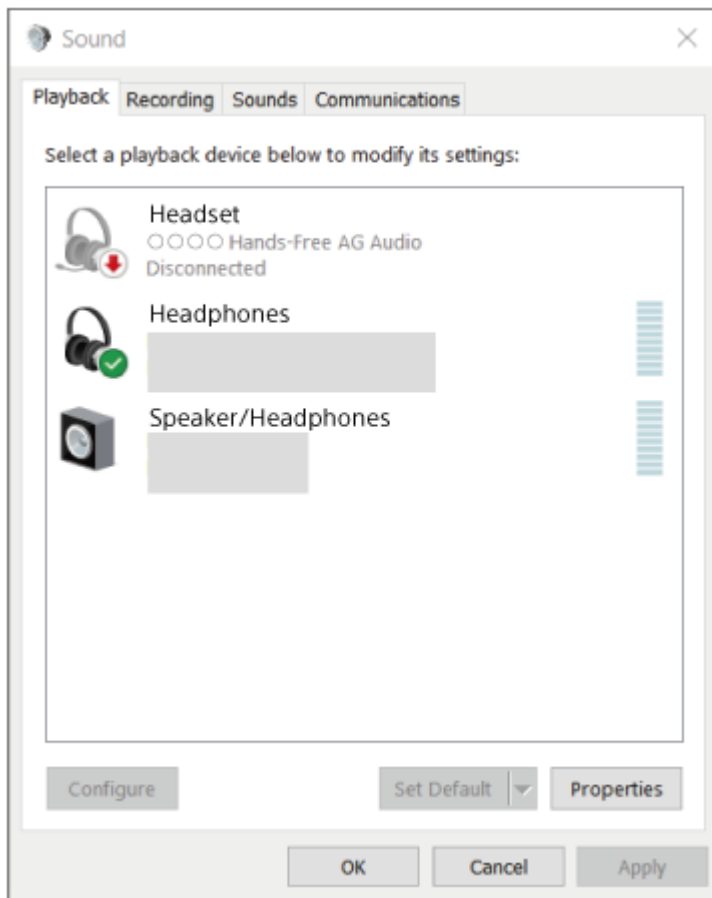 Sound
Playback Recording Sounds Communications
Select a playback device below to modify its settings:
Headset
○○○○ Hands-Free AG Audio
Disconnected
Headphones
Speaker/Headphones
Configure Set Default Properties
OK Cancel Apply